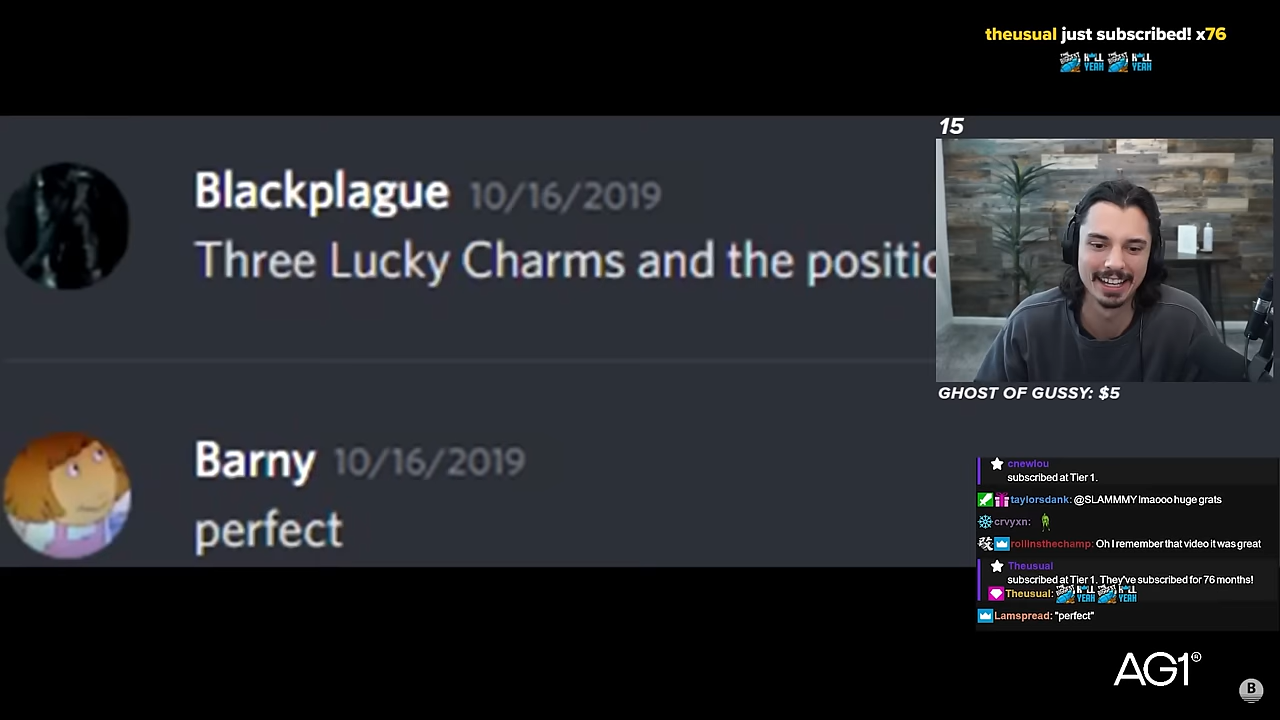 theusual just subscribed! x76
15
Blackplague 10/16/2019
Three Lucky Charms and the positic
GHOST OF GUSSY: $5
Barny 10/16/2019
perfect
cnewlou
subscribed at Tier 1.
taylorsdank: @SLAMMMY lmaooo huge grats
crvyxn:
rollinsthechamp: Oh I remember that video it was great
Theusual
subscribed at Tier 1. They've subscribed for 76 months!
Theusual:
Lamspread: "perfect"
AG1®
B